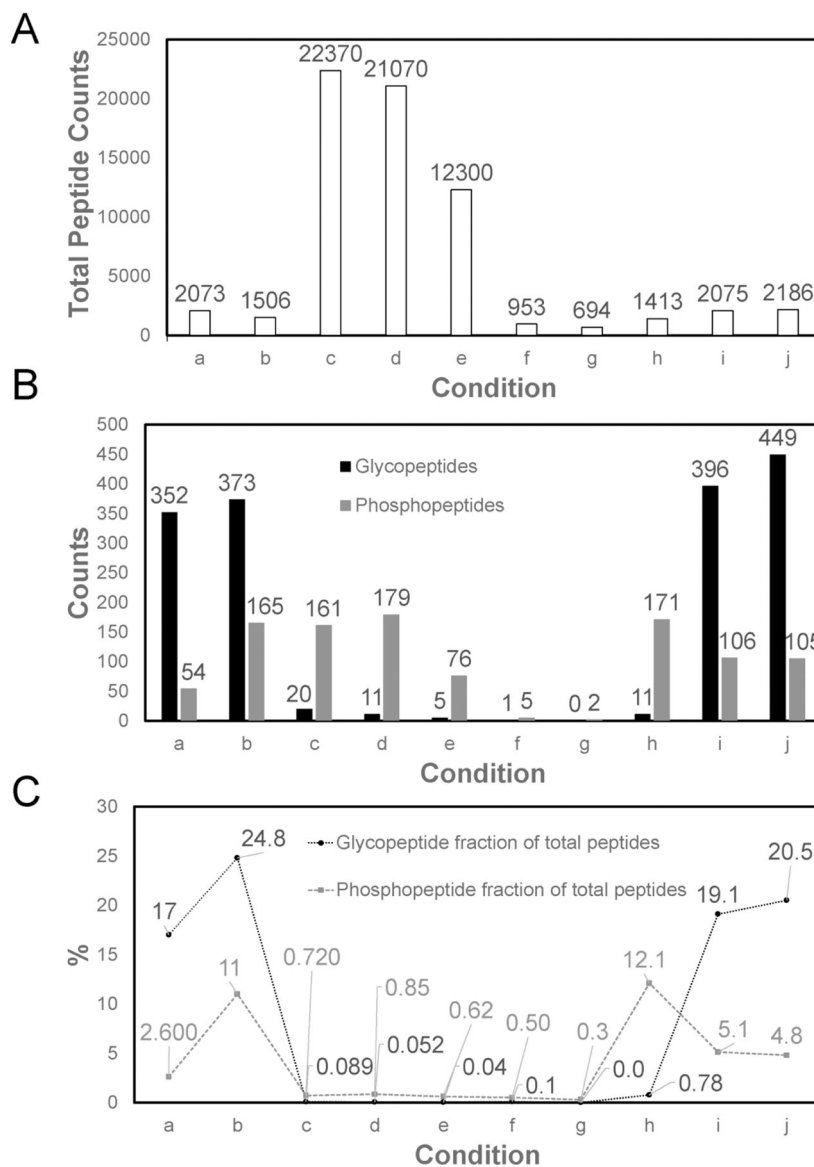 A
Total Peptide Counts
25000
20000
15000
10000
5000
0
2073 1506 22370 21070 12300 953 694 1413 2075 2186
a b c d e f g h i j
Condition
B
Counts
500
450
400
350
300
250
200
150
100
50
0
Glycopeptides
Phosphopeptides
352 54 373 165 20 161 11 179 5 76 1 5 0 2 11 171 396 106 449 105
a b c d e f g h i j
Condition
C
%
30
25
20
15
10
5
0
Glycopeptide fraction of total peptides
Phosphopeptide fraction of total peptides
17 24.8 0.089 0.052 0.04 0.1 0.0 0.78 19.1 20.5
2.600 11 0.720 0.85 0.62 0.50 0.3 12.1 5.1 4.8
a b c d e f g h i j
Condition